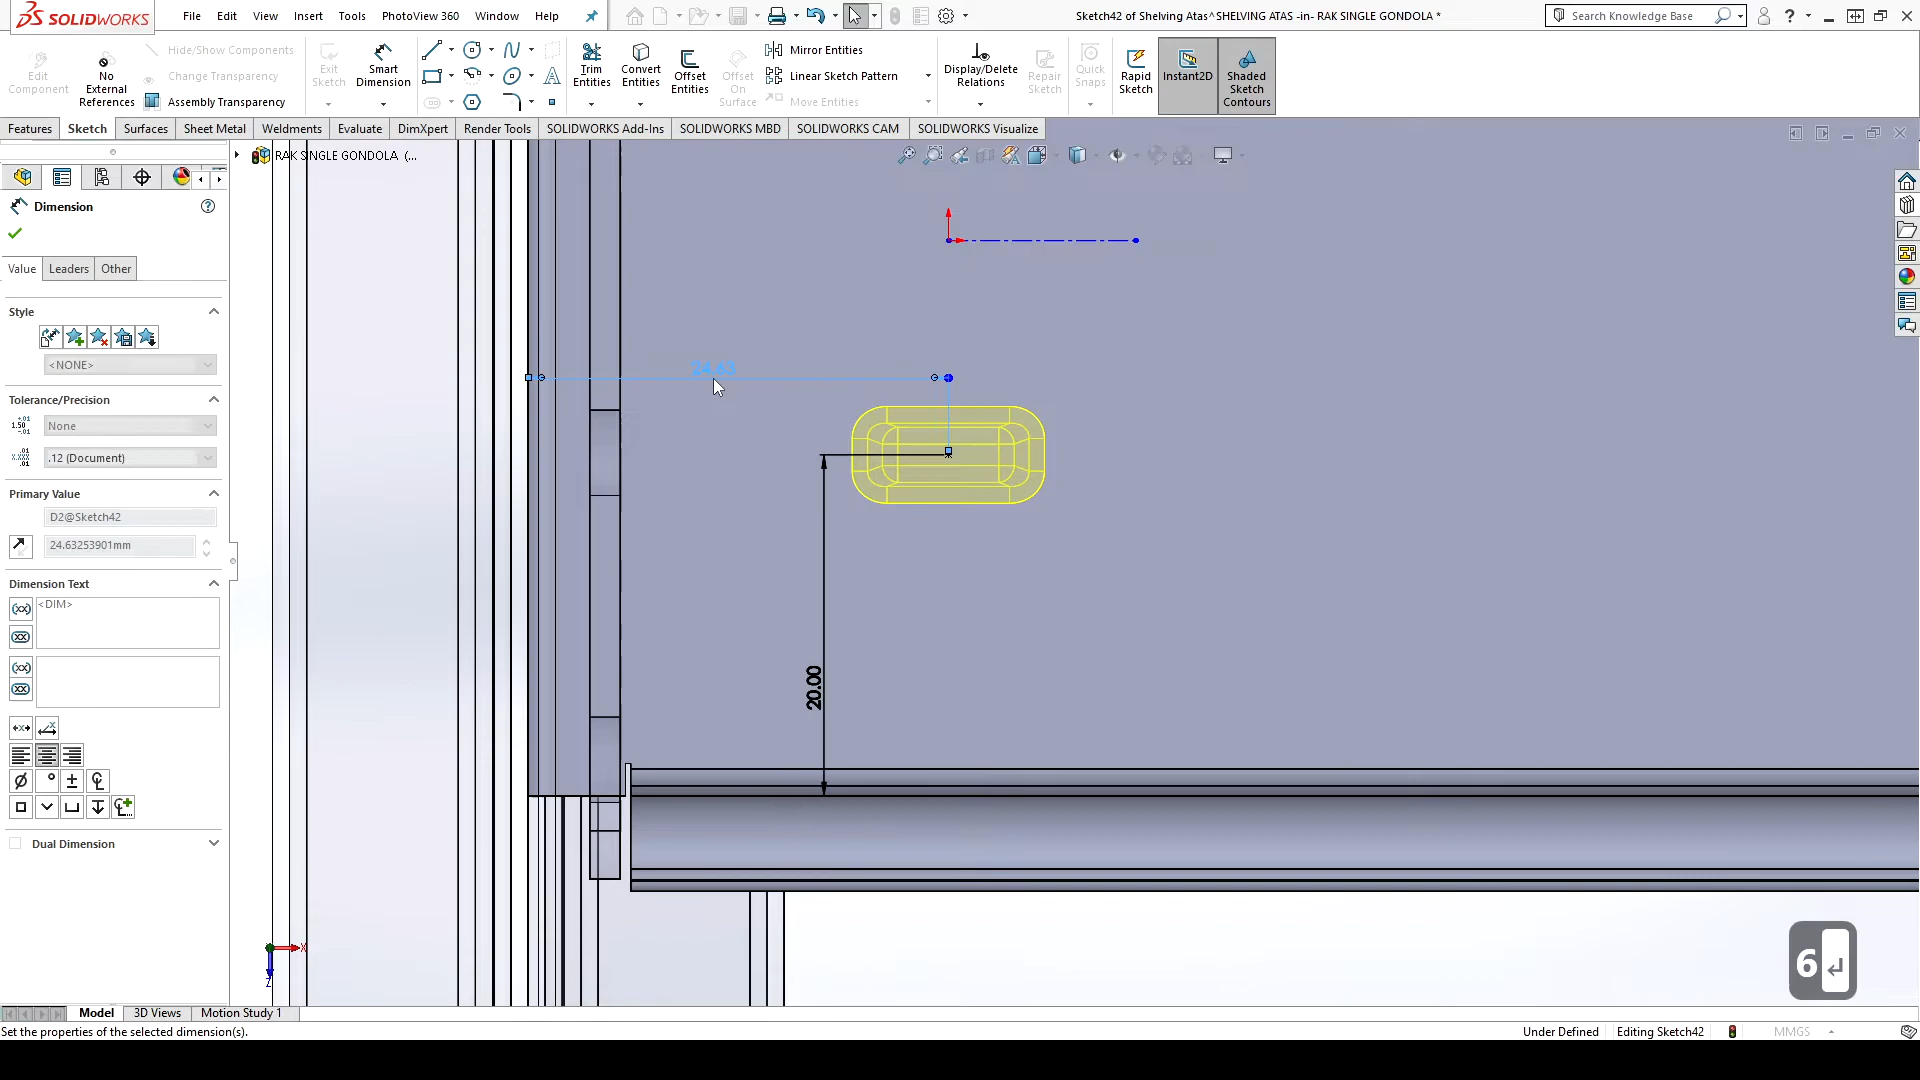 SOLIDWORKS
File Edit View Insert Tools PhotoView 360 Window Help
Sketch42 of Shelving Atas^SHELVING ATAS -in- RAK SINGLE GONDOLA *
Search Knowledge Base
Edit Component
No External References
Hide/Show Components
Change Transparency
Assembly Transparency
Exit Sketch
Smart Dimension
Trim Entities
Convert Entities
Offset Entities
Offset On Surface
Mirror Entities
Linear Sketch Pattern
Move Entities
Display/Delete Relations
Repair Sketch
Quick Snaps
Rapid Sketch
Instant2D
Shaded Sketch Contours
Features Sketch Surfaces Sheet Metal Weldments Evaluate DimXpert Render Tools SOLIDWORKS Add-Ins SOLIDWORKS MBD SOLIDWORKS CAM SOLIDWORKS Visualize
RAK SINGLE GONDOLA (...
Dimension
Value Leaders Other
Style
<NONE>
Tolerance/Precision
None
.12 (Document)
Primary Value
D2@Sketch42
24.63253901mm
Dimension Text
<DIM>
Dual Dimension
24.63
20.00
X
Z
6
Model 3D Views Motion Study 1
Set the properties of the selected dimension(s).
Under Defined Editing Sketch42 MMGS